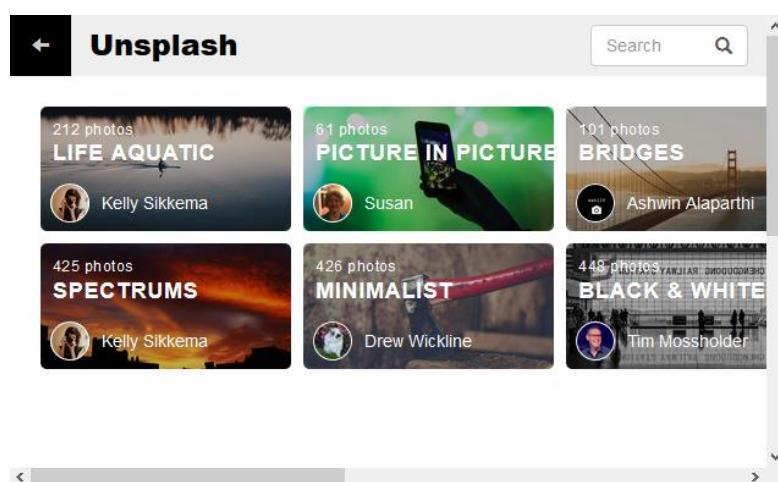 Unsplash
Search
212 photos
LIFE AQUATIC
Kelly Sikkema
61 photos
PICTURE IN PICTURE
Susan
101 photos
BRIDGES
Ashwin Alaparthi
425 photos
SPECTRUMS
Kelly Sikkema
426 photos
MINIMALIST
Drew Wickline
448 photos
BLACK & WHITE
Tim Mossholder